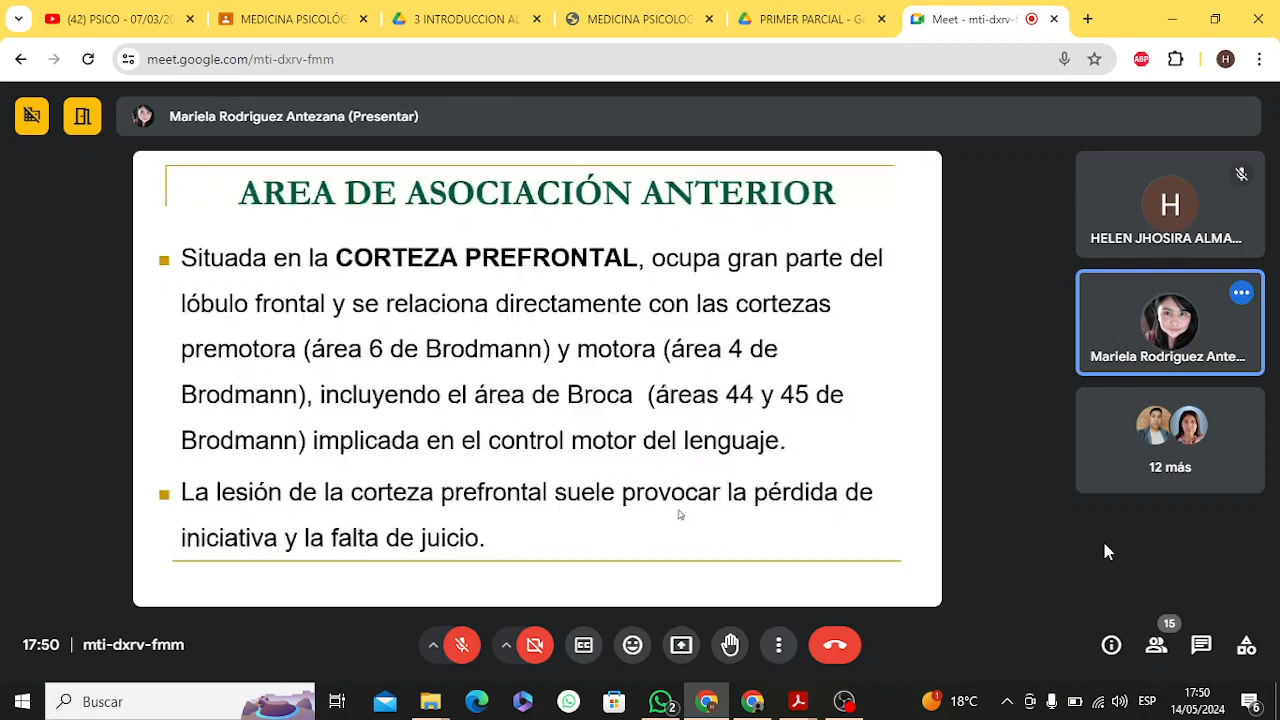 (42) PSICO - 07/03/20
MEDICINA PSICOLÓG
3 INTRODUCCION AL
MEDICINA PSICOLOG
PRIMER PARCIAL - Go
Meet - mti-dxrv-f
meet.google.com/mti-dxrv-fmm
ABP
H
Mariela Rodriguez Antezana (Presentar)
AREA DE ASOCIACIÓN ANTERIOR
Situada en la CORTEZA PREFRONTAL, ocupa gran parte del
lóbulo frontal y se relaciona directamente con las cortezas
premotora (área 6 de Brodmann) y motora (área 4 de
Brodmann), incluyendo el área de Broca (áreas 44 y 45 de
Brodmann) implicada en el control motor del lenguaje.
La lesión de la corteza prefrontal suele provocar la pérdida de
iniciativa y la falta de juicio.
H
HELEN JHOSIRA ALMA...
Mariela Rodriguez Ante...
12 más
17:50 | mti-dxrv-fmm
15
Buscar
2
1
18°C
ESP
17:50
14/05/2024
6